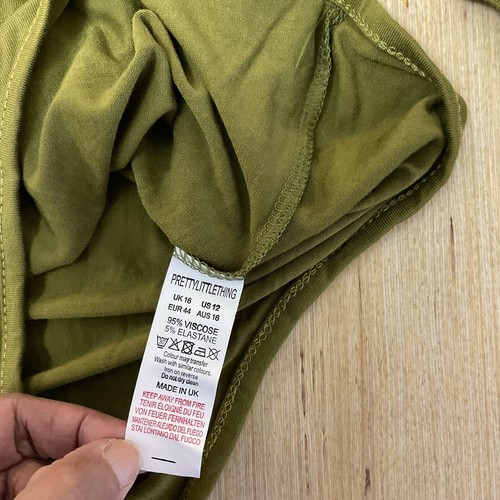 PRETTYLITTLETHING
UK 16 US 12
EUR 44 AUS 16
95% VISCOSE
5% ELASTANE
Colour may transfer
Wash with similar colours.
Iron on reverse
Do not dry clean
MADE IN UK
KEEP AWAY FROM FIRE
TENIR ÉLOIGNÉ DU FEU
VON FEUER FERNHALTEN
MANTENER ALEJADO DEL FUEGO
STAI LONTANO DAL FUOCO